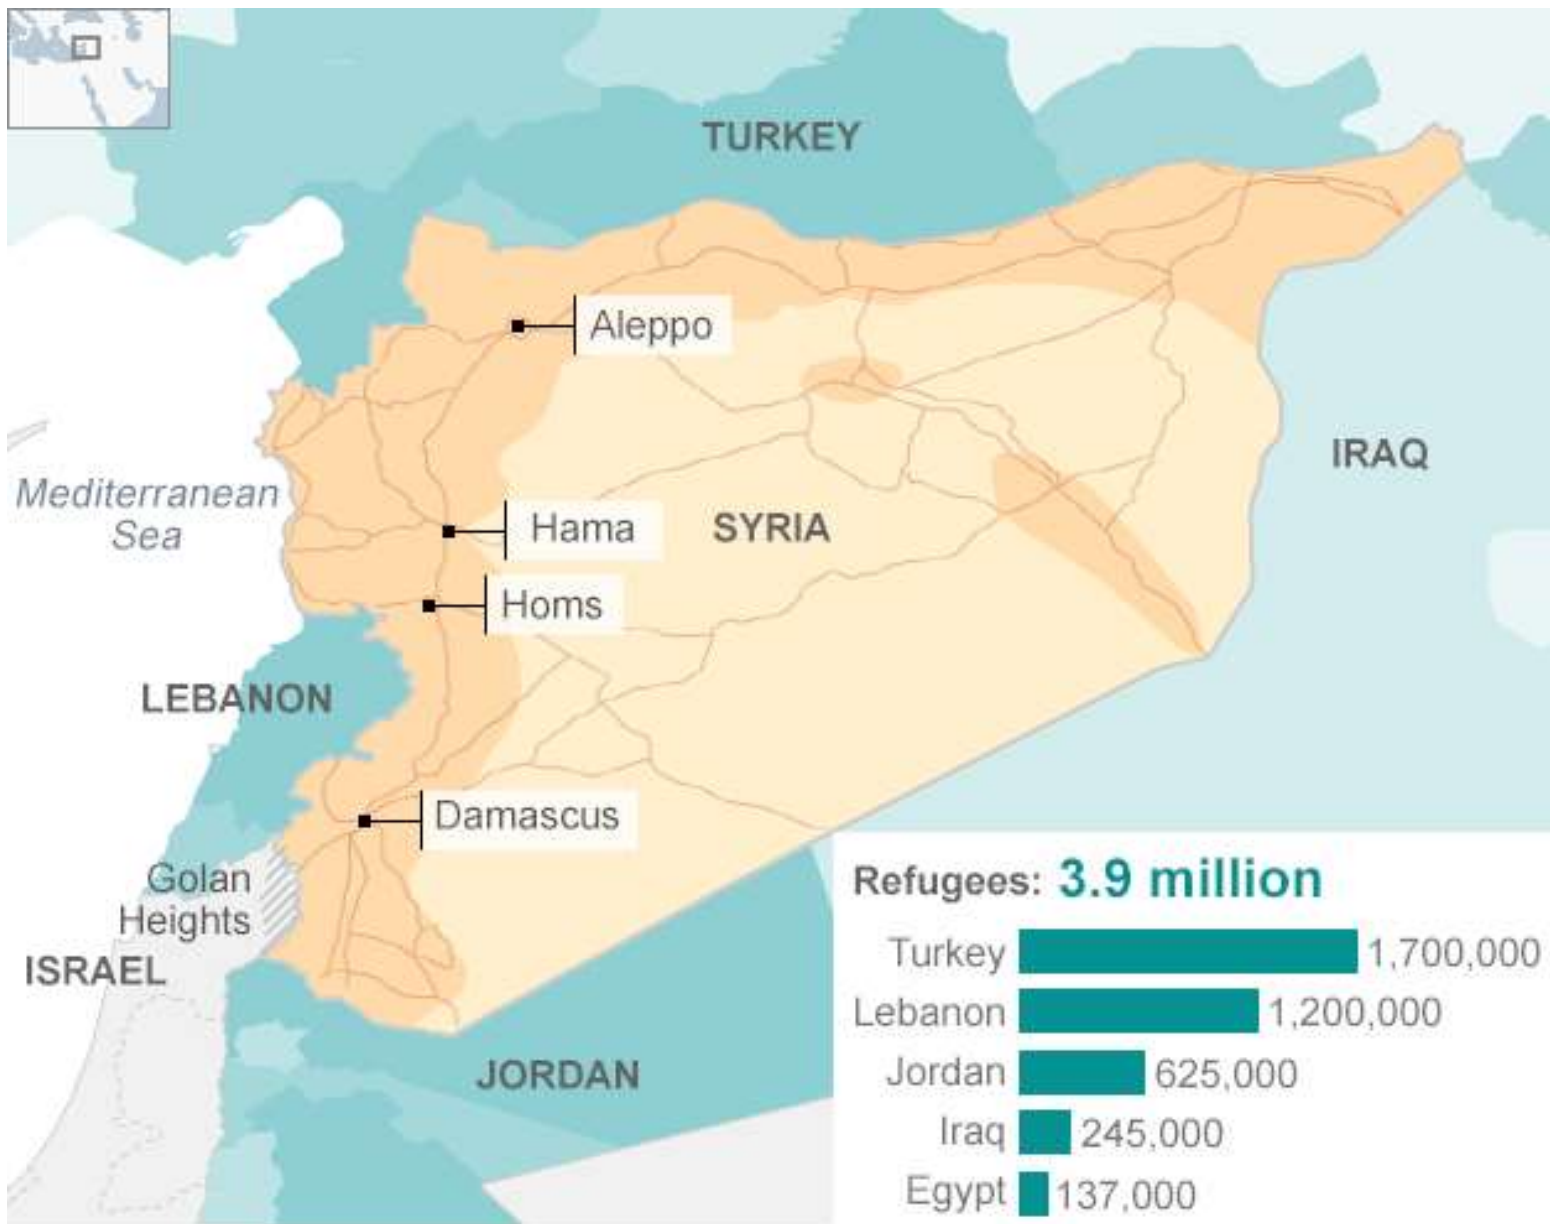 TURKEY
Aleppo
IRAQ
Mediterranean
Sea
Hama
SYRIA
Homs
LEBANON
Damascus
Golan
Heights
ISRAEL
JORDAN
Refugees: 3.9 million
Turkey 1,700,000
Lebanon 1,200,000
Jordan 625,000
Iraq 245,000
Egypt 137,000